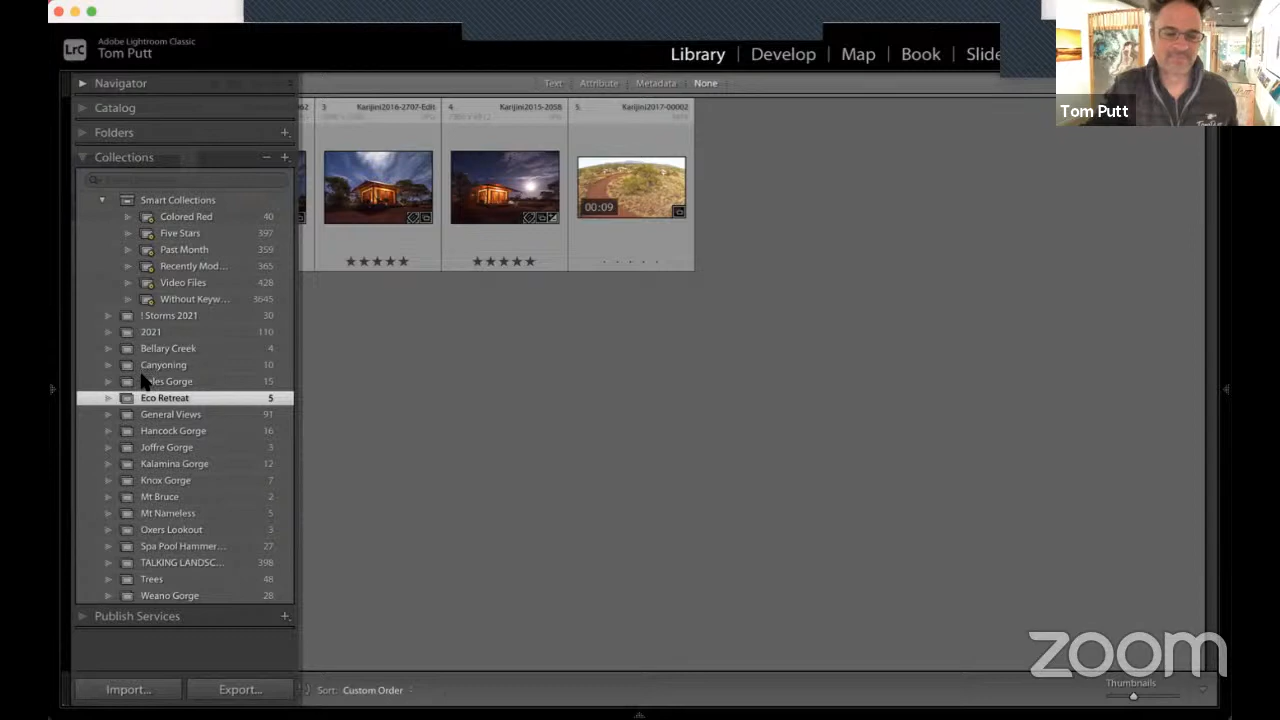 LrC
Adobe Lightroom Classic
Tom Putt
Library | Develop | Map | Book | Slide
Navigator
Catalog
Folders
Collections
Text Attribute Metadata None
3 Karijini2016-2707-Edit
4 Karijini2015-2058
5 Karijini2017-00002
00:09
Smart Collections
Colored Red 40
Five Stars 397
Past Month 359
Recently Mod... 365
Video Files 428
Without Keyw... 3645
! Storms 2021 30
2021 110
Bellary Creek 4
Canyoning 10
Gorge 15
Eco Retreat 5
General Views 91
Hancock Gorge 16
Joffre Gorge 3
Kalamina Gorge 12
Knox Gorge 7
Mt Bruce 2
Mt Nameless 5
Oxers Lookout 3
Spa Pool Hammer... 27
TALKING LANDSC... 398
Trees 48
Weano Gorge 28
Publish Services
Import... Export...
Sort: Custom Order
Thumbnails
Tom Putt
zoom